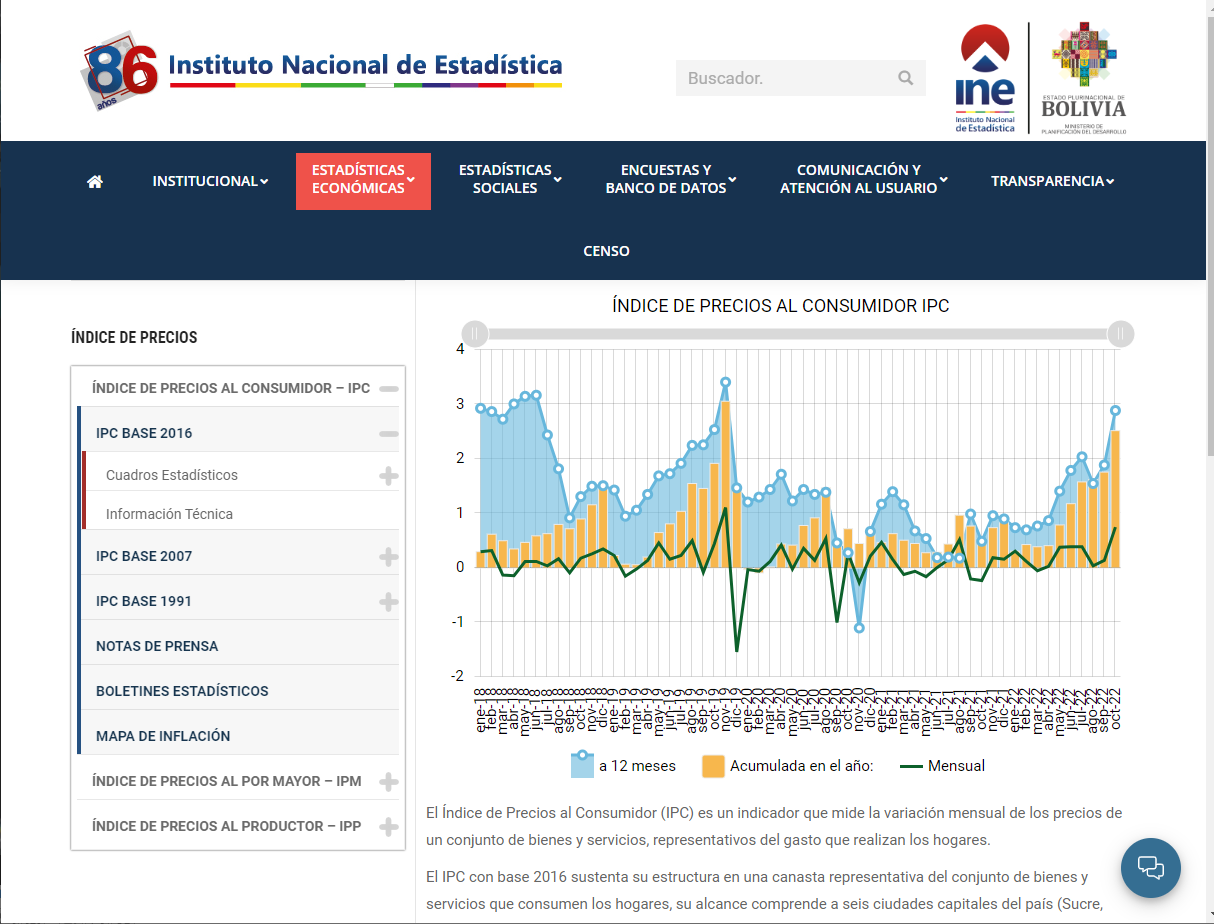 86
años
Instituto Nacional de Estadística
Buscador.
ine
Instituto Nacional
de Estadística
ESTADO PLURINACIONAL DE
BOLIVIA
MINISTERIO DE
PLANIFICACIÓN DEL DESARROLLO
INSTITUCIONAL
ESTADÍSTICAS
ECONÓMICAS
ESTADÍSTICAS
SOCIALES
ENCUESTAS Y
BANCO DE DATOS
COMUNICACIÓN Y
ATENCIÓN AL USUARIO
TRANSPARENCIA
CENSO
ÍNDICE DE PRECIOS
ÍNDICE DE PRECIOS AL CONSUMIDOR – IPC
IPC BASE 2016
Cuadros Estadísticos
Información Técnica
IPC BASE 2007
IPC BASE 1991
NOTAS DE PRENSA
BOLETINES ESTADÍSTICOS
MAPA DE INFLACIÓN
ÍNDICE DE PRECIOS AL POR MAYOR – IPM
ÍNDICE DE PRECIOS AL PRODUCTOR – IPP
ÍNDICE DE PRECIOS AL CONSUMIDOR IPC
4
3
2
1
0
-1
-2
ene-18
feb-18
mar-18
abr-18
may-18
jun-18
jul-18
ago-18
sep-18
oct-18
nov-18
dic-18
ene-19
feb-19
mar-19
abr-19
may-19
jun-19
jul-19
ago-19
sep-19
oct-19
nov-19
dic-19
ene-20
feb-20
mar-20
abr-20
may-20
jun-20
jul-20
ago-20
sep-20
oct-20
nov-20
dic-20
ene-21
feb-21
mar-21
abr-21
may-21
jun-21
jul-21
ago-21
sep-21
oct-21
nov-21
dic-21
ene-22
feb-22
mar-22
abr-22
may-22
jun-22
jul-22
ago-22
sep-22
oct-22
a 12 meses
Acumulada en el año:
Mensual
El Índice de Precios al Consumidor (IPC) es un indicador que mide la variación mensual de los precios de
un conjunto de bienes y servicios, representativos del gasto que realizan los hogares.
El IPC con base 2016 sustenta su estructura en una canasta representativa del conjunto de bienes y
servicios que consumen los hogares, su alcance comprende a seis ciudades capitales del país (Sucre,